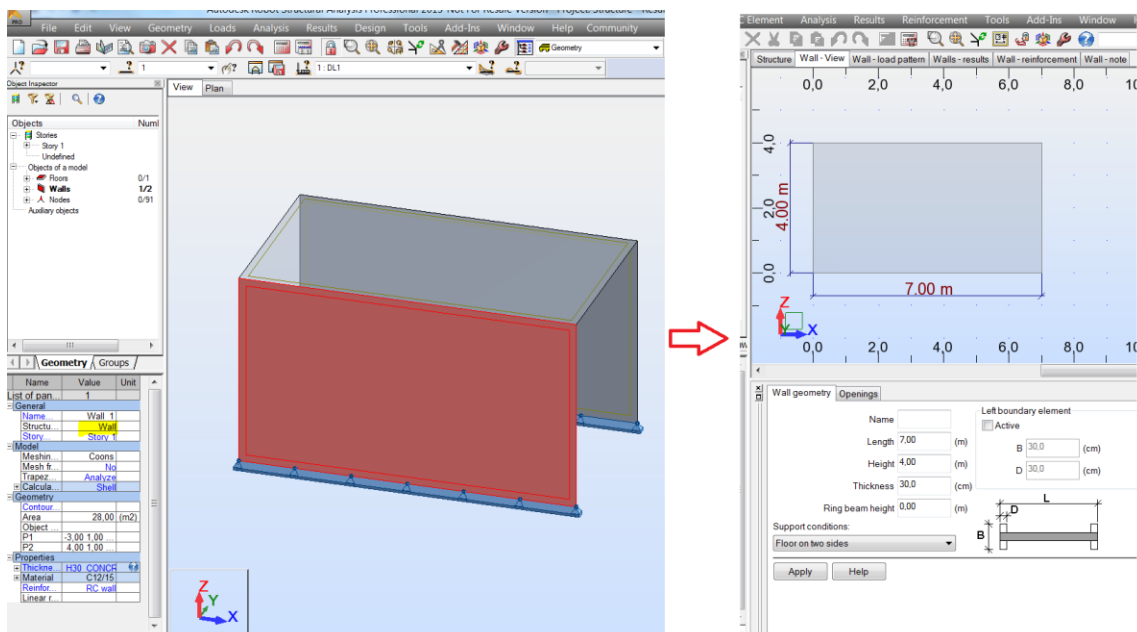 PRO
Autodesk Robot Structural Analysis Professional 2015 - Not For Resale Version - Project: Structure - Resu
File Edit View Geometry Loads Analysis Results Design Tools Add-Ins Window Help Community
Geometry
1
1 : DL1
Object Inspector
View Plan
Objects Numl
Stories
Story 1
Undefined
Objects of a model
Floors 0/1
Walls 1/2
Nodes 0/91
Auxiliary objects
Geometry Groups
Name Value Unit
List of pan... 1
General
Name... Wall 1
Structu... Wall
Story... Story 1
Model
Meshin... Coons
Mesh fr... No
Trapez... Analyze
Calcula... Shell
Geometry
Contour...
Area 28,00 (m2)
Object ...
P1 -3,00 1,00 ...
P2 4,00 1,00 ...
Properties
Thickne... H30_CONCR
Material C12/15
Reinfor... RC wall
Linear r...
Z
Y
X
C Element Analysis Results Reinforcement Tools Add-Ins Window
Structure Wall - View Wall - load pattern Walls - results Wall - reinforcement Wall - note
0,0 2,0 4,0 6,0 8,0 10
4,0
2,0
0,0
4.00 m
7.00 m
Z
Y
X
0,0 2,0 4,0 6,0 8,0 10
Wall geometry Openings
Name
Length 7,00 (m)
Height 4,00 (m)
Thickness 30,0 (cm)
Ring beam height 0,00 (m)
Support conditions:
Floor on two sides
Apply Help
Left boundary element
Active
B 30,0 (cm)
D 30,0 (cm)
L
D
B